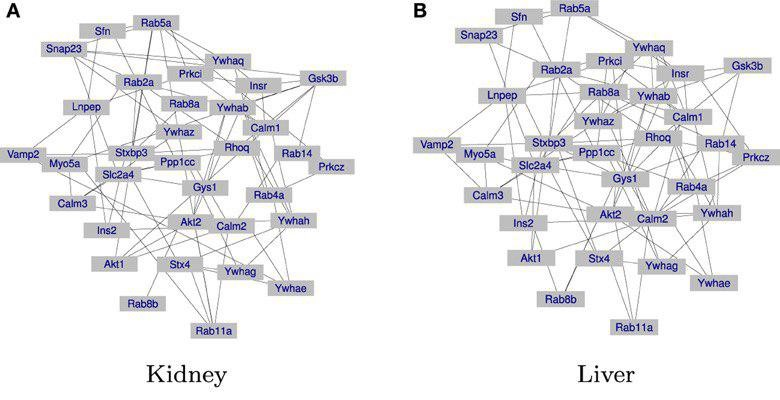 A
Sfn
Rab5a
Snap23
Ywhaq
Rab2a
Prkci
Insr
Gsk3b
Lnpep
Rab8a
Ywhab
Ywhaz
Calm1
Vamp2
Myo5a
Stxbp3
Ppp1cc
Rhoq
Rab14
Prkcz
Slc2a4
Gys1
Calm3
Rab4a
Ins2
Akt2
Calm2
Ywhah
Akt1
Stx4
Ywhag
Ywhae
Rab8b
Rab11a
Kidney
B
Sfn
Rab5a
Snap23
Ywhaq
Rab2a
Prkci
Insr
Gsk3b
Lnpep
Rab8a
Ywhab
Ywhaz
Calm1
Vamp2
Myo5a
Stxbp3
Ppp1cc
Rhoq
Rab14
Prkcz
Slc2a4
Gys1
Calm3
Rab4a
Ins2
Akt2
Calm2
Ywhah
Akt1
Stx4
Ywhag
Ywhae
Rab8b
Rab11a
Liver